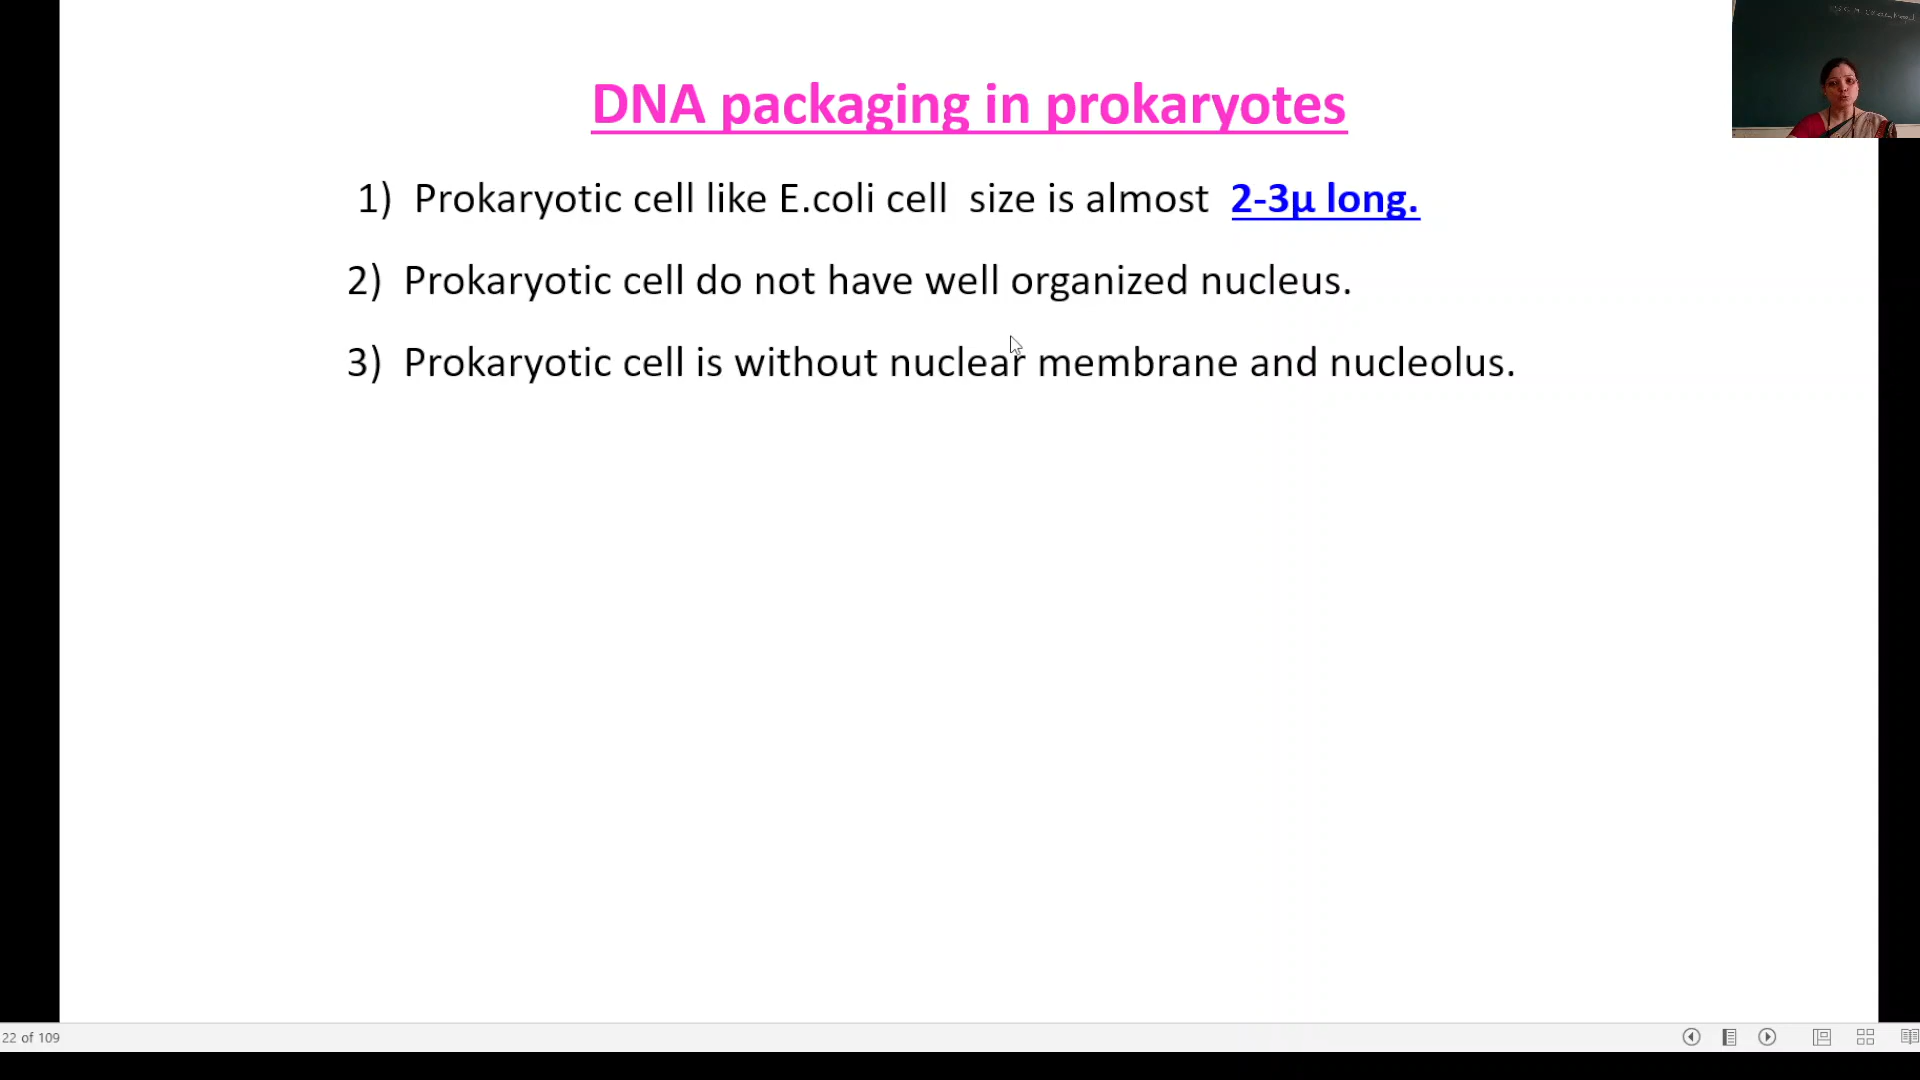 DNA packaging in prokaryotes
1) Prokaryotic cell like E.coli cell size is almost 2-3µ long.
2) Prokaryotic cell do not have well organized nucleus.
3) Prokaryotic cell is without nuclear membrane and nucleolus.
22 of 109